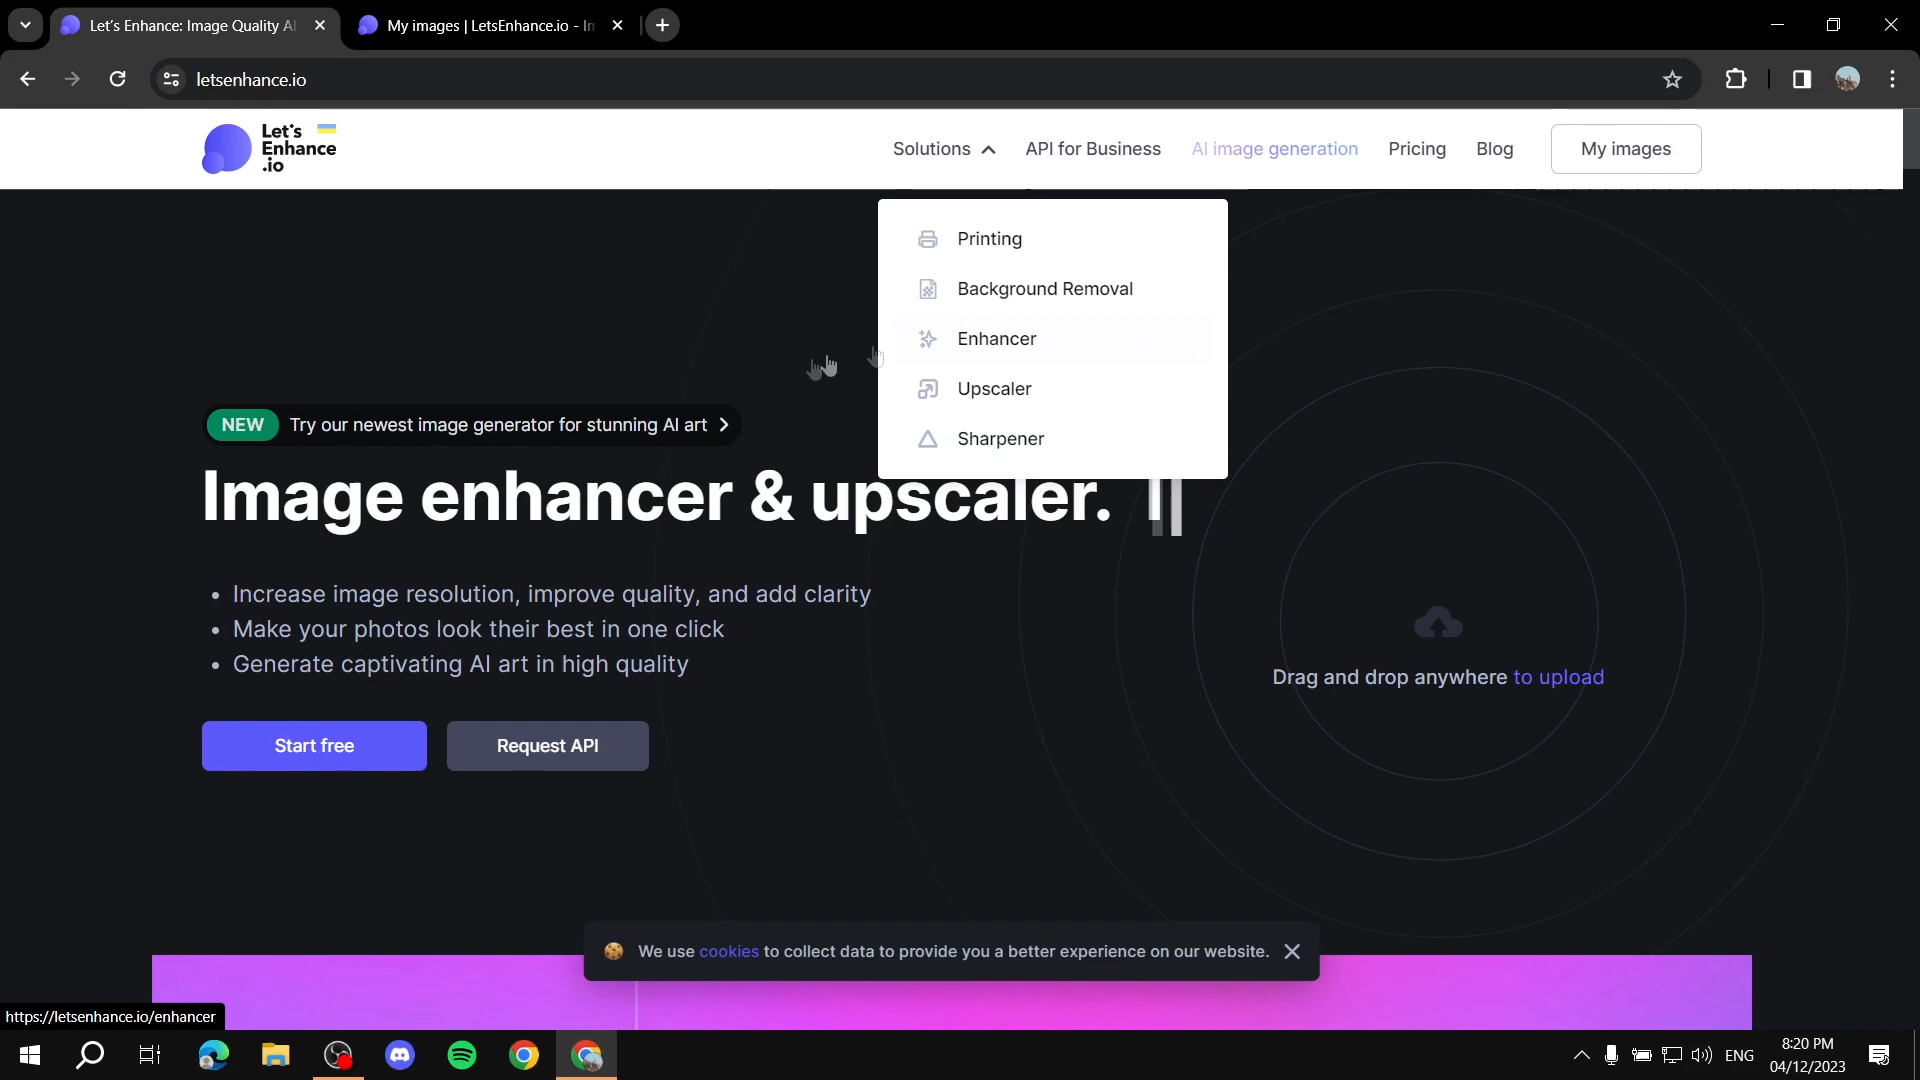 Let's Enhance: Image Quality AI
My images | LetsEnhance.io - In
letsenhance.io
Let's
Enhance
.io
Solutions
API for Business
AI image generation
Pricing
Blog
My images
Printing
Background Removal
Enhancer
Upscaler
Sharpener
NEW Try our newest image generator for stunning AI art
Image enhancer & upscaler.
• Increase image resolution, improve quality, and add clarity
• Make your photos look their best in one click
• Generate captivating AI art in high quality
Start free
Request API
Drag and drop anywhere to upload
We use cookies to collect data to provide you a better experience on our website.
https://letsenhance.io/enhancer
ENG
8:20 PM
04/12/2023